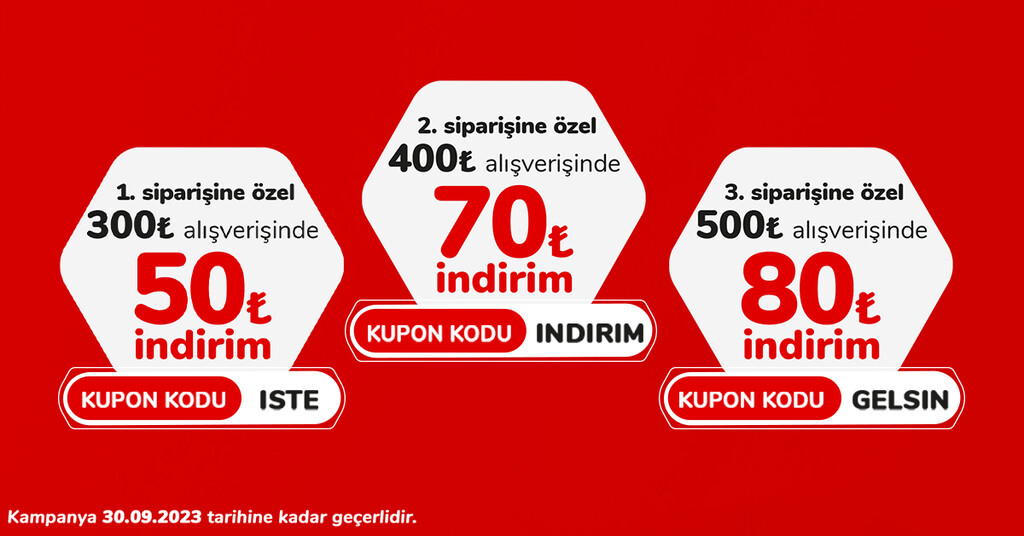 1. siparişine özel
300₺ alışverişinde
50₺
indirim
KUPON KODU ISTE
2. siparişine özel
400₺ alışverişinde
70₺
indirim
KUPON KODU INDIRIM
3. siparişine özel
500₺ alışverişinde
80₺
indirim
KUPON KODU GELSIN
Kampanya 30.09.2023 tarihine kadar geçerlidir.